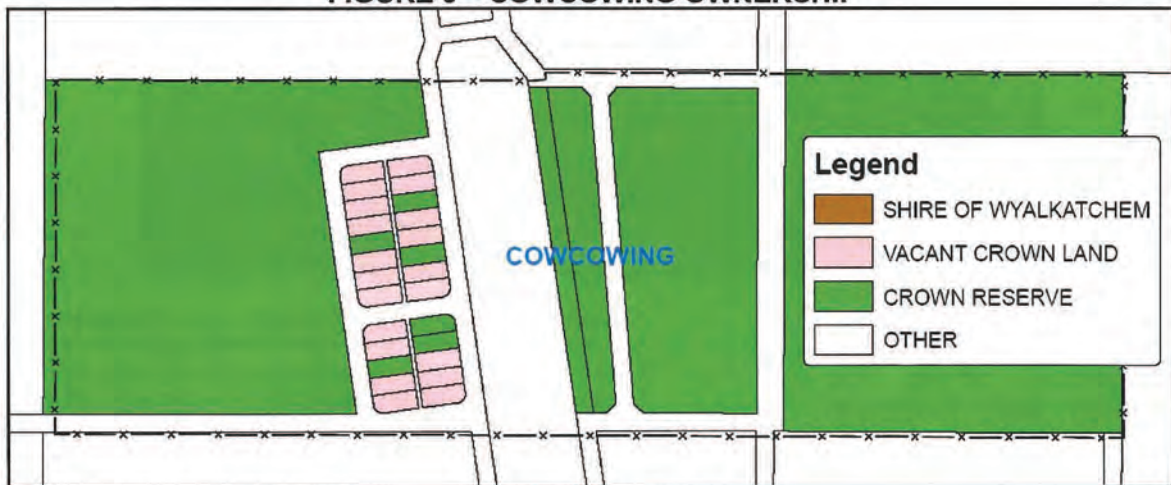 COWCOWING
Legend
SHIRE OF WYALKATCHEM
VACANT CROWN LAND
CROWN RESERVE
OTHER